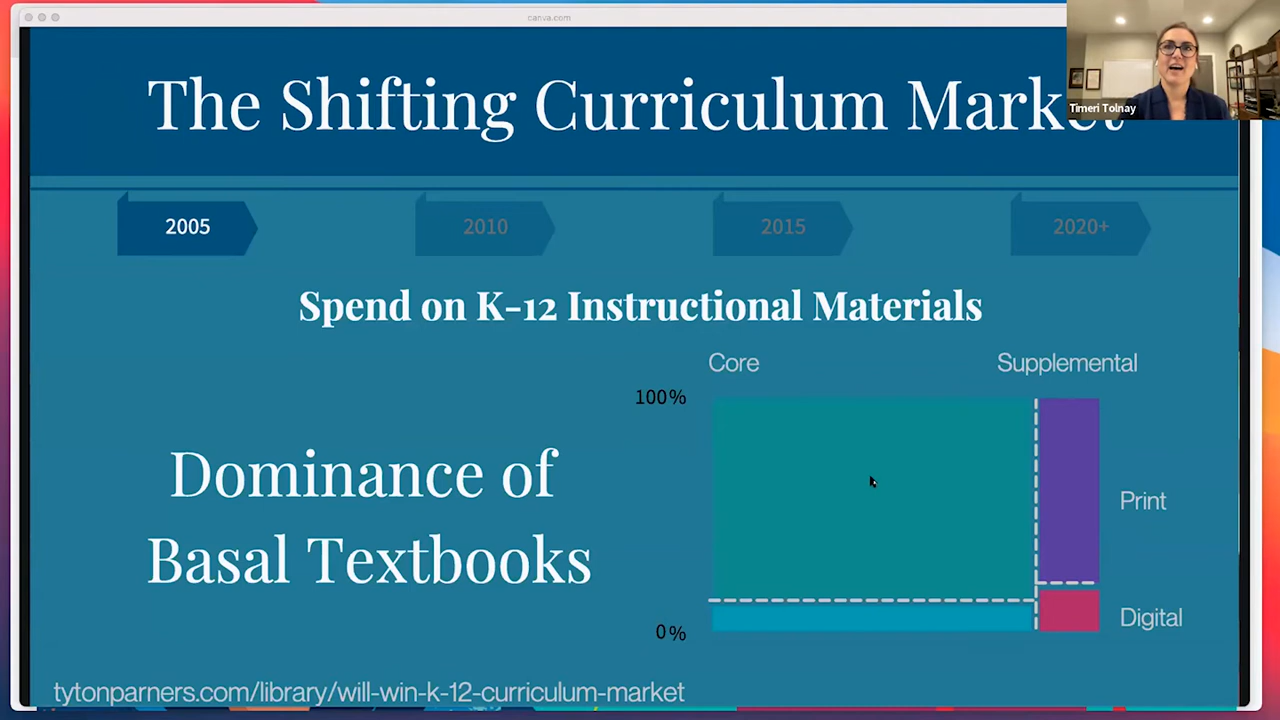 canva.com
The Shifting Curriculum Market
Timeri Tolnay
2005
2010
2015
2020+
Spend on K-12 Instructional Materials
Core
Supplemental
100%
Dominance of
Basal Textbooks
Print
Digital
0%
tytonparners.com/library/will-win-k-12-curriculum-market